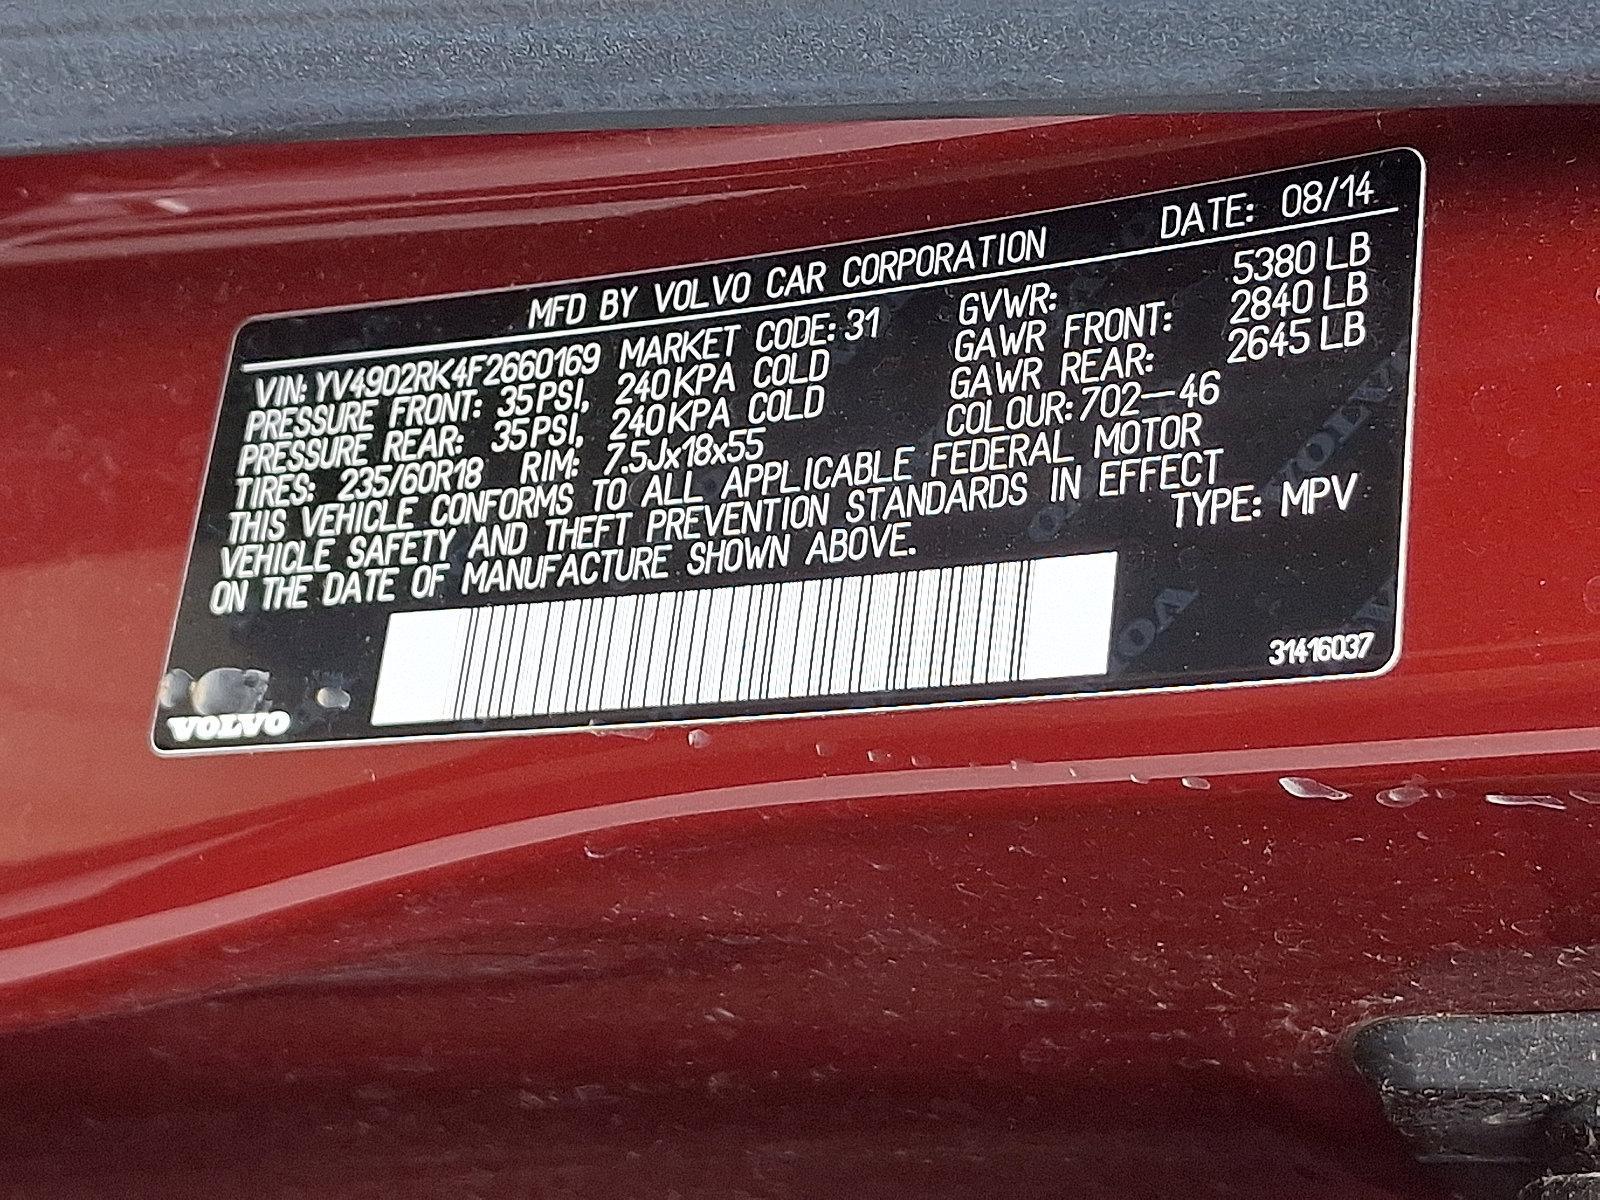 MFD BY VOLVO CAR CORPORATION DATE: 08/14
VIN: YV4902RK4F2660169 MARKET CODE: 31 GVWR: 5380 LB
PRESSURE FRONT: 35PSI, 240KPA COLD GAWR FRONT: 2840 LB
PRESSURE REAR: 35PSI, 240KPA COLD GAWR REAR: 2645 LB
TIRES: 235/60R18 RIM: 7.5Jx18x55 COLOUR: 702-46
THIS VEHICLE CONFORMS TO ALL APPLICABLE FEDERAL MOTOR
VEHICLE SAFETY AND THEFT PREVENTION STANDARDS IN EFFECT
ON THE DATE OF MANUFACTURE SHOWN ABOVE. TYPE: MPV
31416037
VOLVO